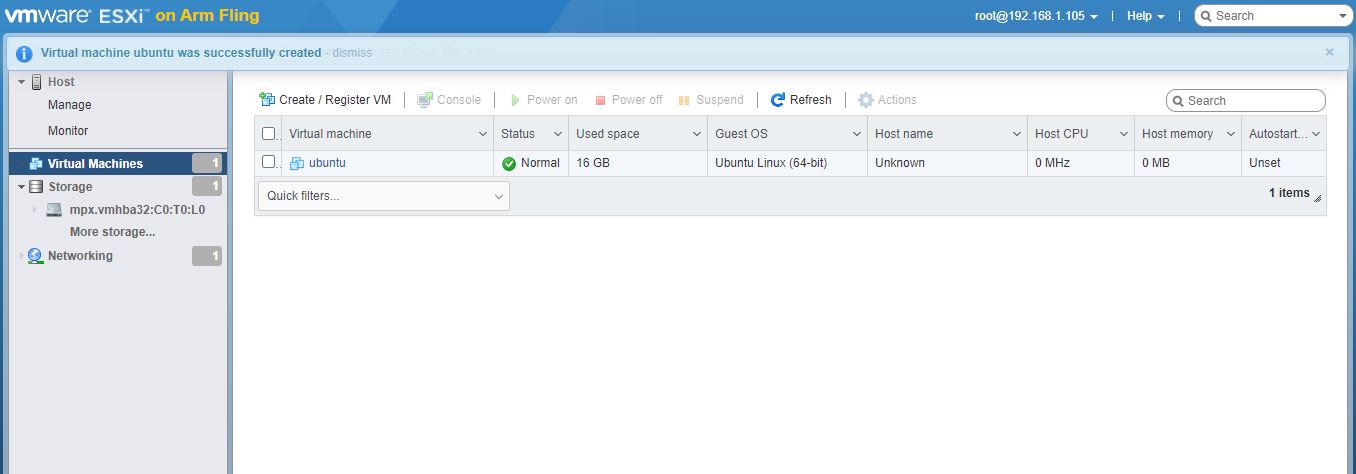 vmware ESXi™ on Arm Fling
root@192.168.1.105 | Help | Search
Virtual machine ubuntu was successfully created - dismiss
Host
Manage
Monitor
Virtual Machines 1
Storage 1
mpx.vmhba32:C0:T0:L0
More storage...
Networking 1
Create / Register VM | Console | Power on Power off Suspend | Refresh | Actions
Search
Virtual machine Status Used space Guest OS Host name Host CPU Host memory Autostart...
ubuntu Normal 16 GB Ubuntu Linux (64-bit) Unknown 0 MHz 0 MB Unset
Quick filters...
1 items